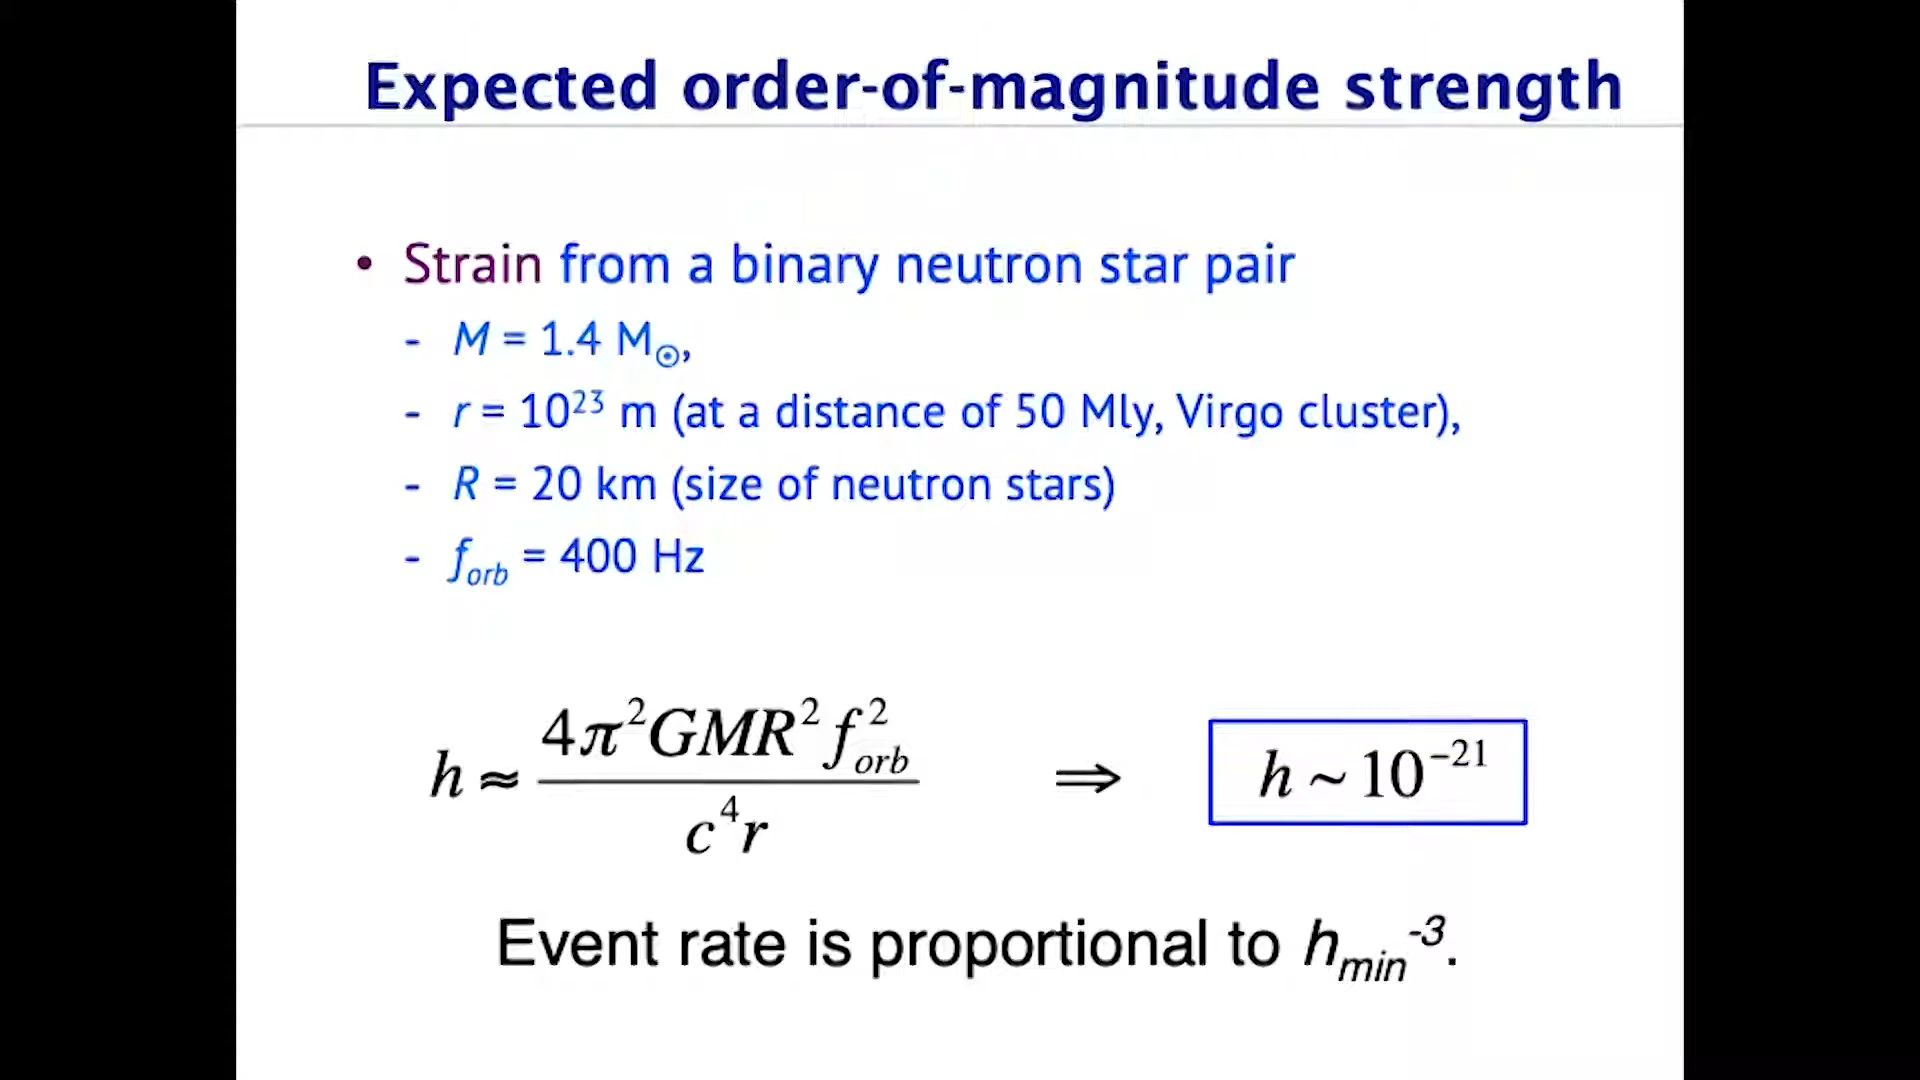 Expected order-of-magnitude strength
• Strain from a binary neutron star pair
- M = 1.4 M☉,
- r = 10²³ m (at a distance of 50 Mly, Virgo cluster),
- R = 20 km (size of neutron stars)
- f_orb = 400 Hz
h ≈ 4π²GMR²f²_orb / c⁴r ⇒ h ~ 10⁻²¹
Event rate is proportional to h_min⁻³.